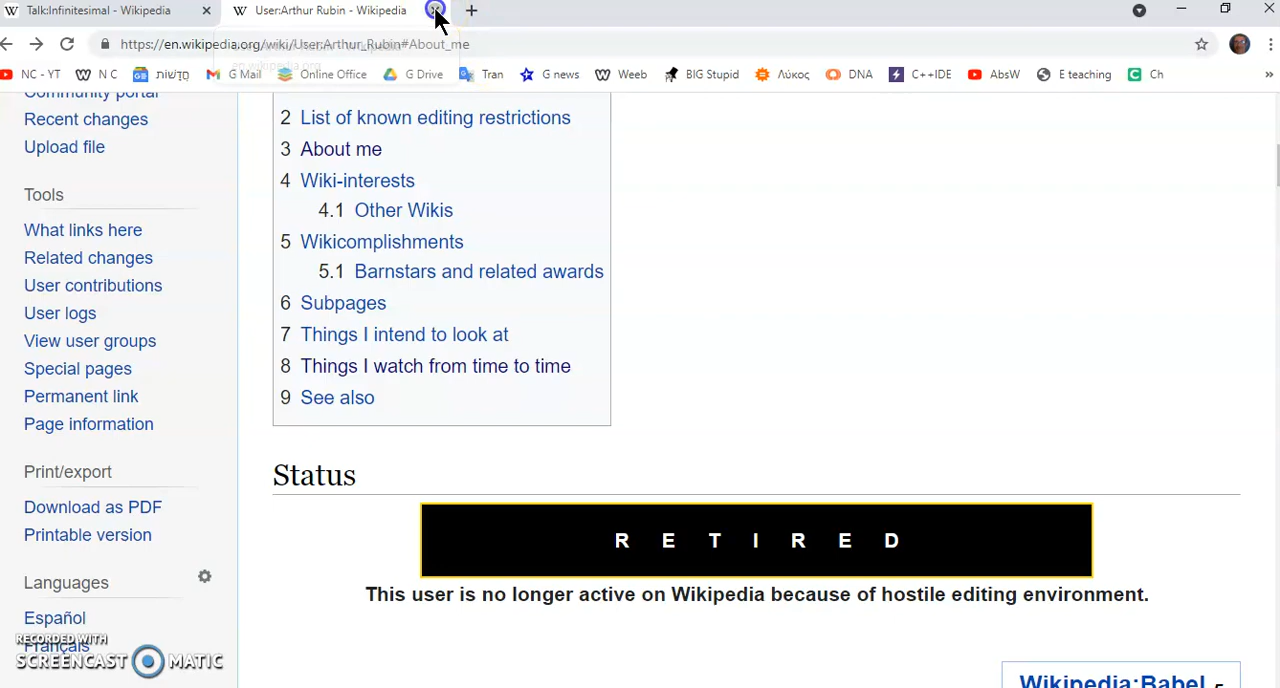 Talk:Infinitesimal - Wikipedia
User:Arthur Rubin - Wikipedia
https://en.wikipedia.org/wiki/User:Arthur_Rubin#About_me
NC - YT N C חֲדָשׁוֹת G Mail Online Office G Drive Tran G news Weeb BIG Stupid Λύκος DNA C++IDE AbsW E teaching Ch
Community portal
Recent changes
Upload file
Tools
What links here
Related changes
User contributions
User logs
View user groups
Special pages
Permanent link
Page information
Print/export
Download as PDF
Printable version
Languages
Español
Français
2 List of known editing restrictions
3 About me
4 Wiki-interests
4.1 Other Wikis
5 Wikicomplishments
5.1 Barnstars and related awards
6 Subpages
7 Things I intend to look at
8 Things I watch from time to time
9 See also
Status
R E T I R E D
This user is no longer active on Wikipedia because of hostile editing environment.
Wikipedia:Babel
RECORDED WITH
SCREENCAST MATIC